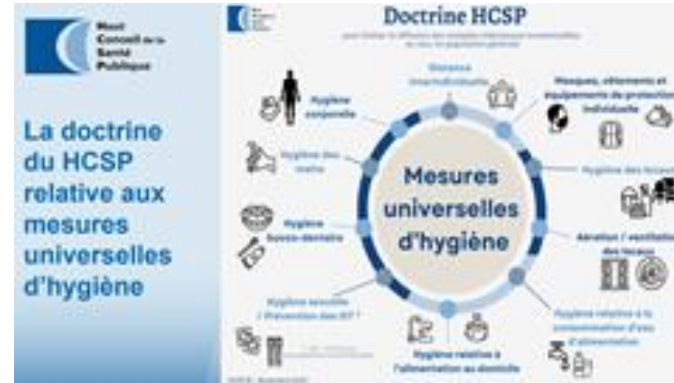 Haut
Conseil de la
Santé
Publique
La doctrine
du HCSP
relative aux
mesures
universelles
d'hygiène
Doctrine HCSP
Distance
interindividuelle
Masques, vêtements et
équipements de protection
individuelle
Hygiène
corporelle
Hygiène des
mains
Hygiène des locaux
Mesures
universelles
d'hygiène
Hygiène
bucco-dentaire
Aération / ventilation
des locaux
Hygiène sexuelle
/ Prévention des IST
Hygiène relative à la
consommation d'eau
d'alimentation
Hygiène relative à
l'alimentation au domicile